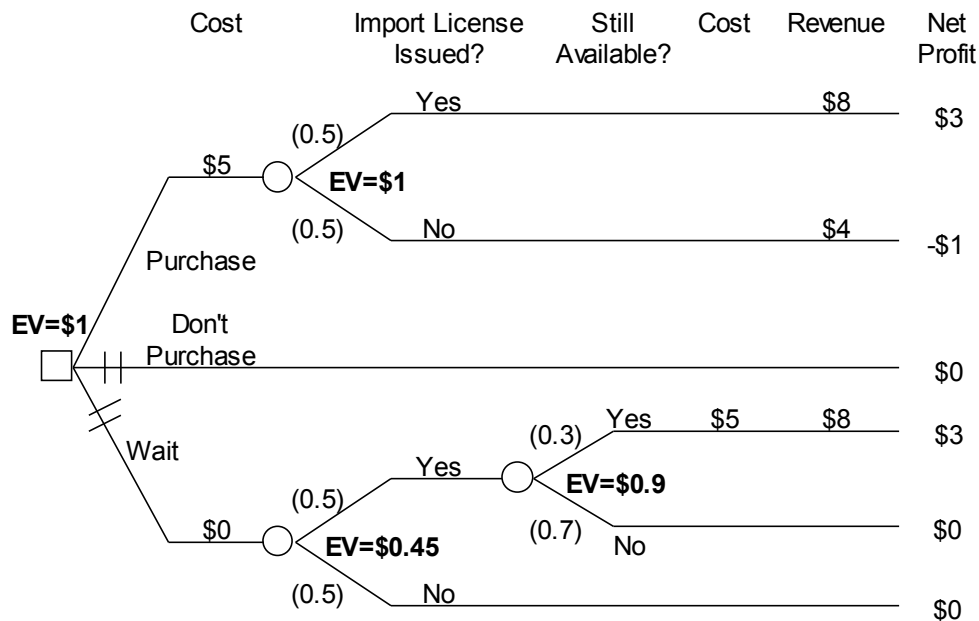 Cost Import License Still Cost Revenue Net
Issued? Available? Profit
Yes $8 $3
(0.5)
$5 EV=$1
(0.5) No $4 -$1
Purchase
EV=$1 Don't
Purchase $0
Yes $5 $8 $3
(0.3)
Wait Yes EV=$0.9
(0.5)
(0.7) No $0
$0 EV=$0.45
(0.5) No $0